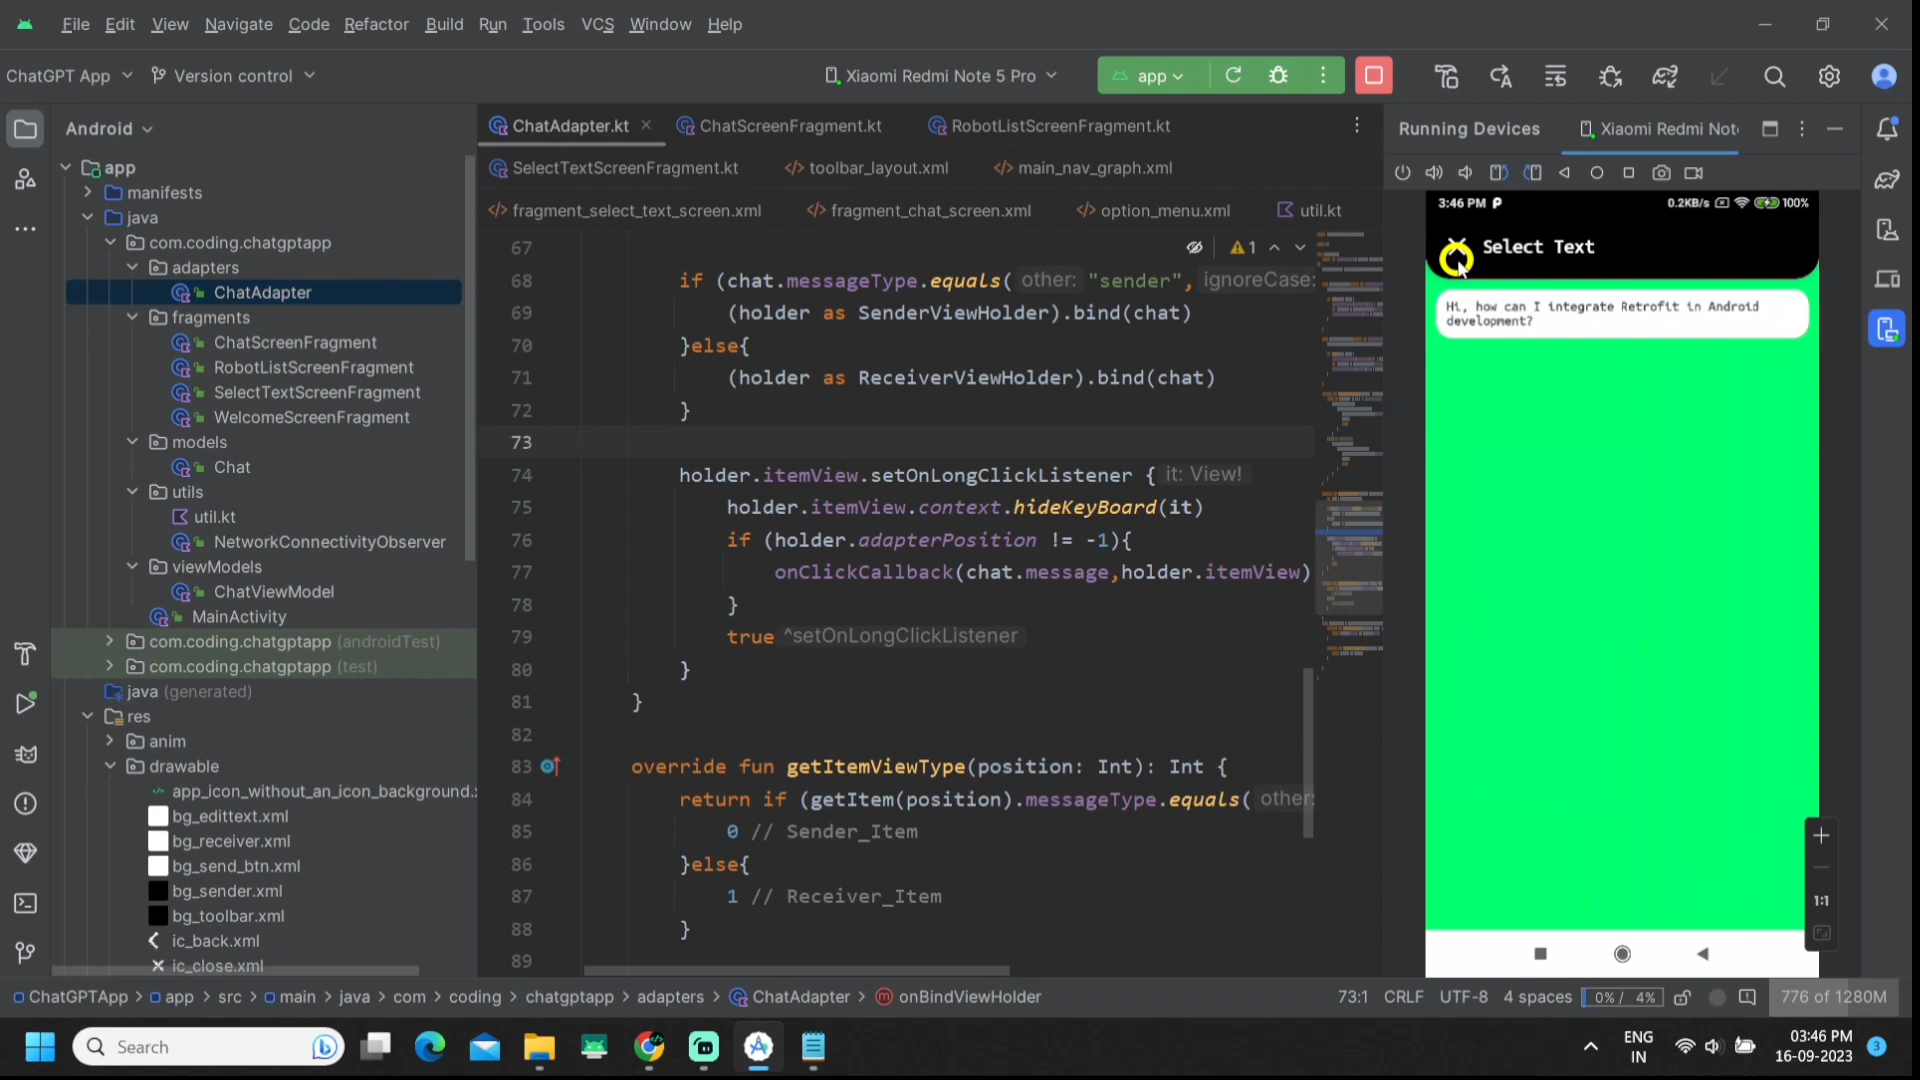 File Edit View Navigate Code Refactor Build Run Tools VCS Window Help
ChatGPT App Version control Xiaomi Redmi Note 5 Pro app
Android
app
manifests
java
com.coding.chatgptapp
adapters
ChatAdapter
fragments
ChatScreenFragment
RobotListScreenFragment
SelectTextScreenFragment
WelcomeScreenFragment
models
Chat
utils
util.kt
NetworkConnectivityObserver
viewModels
ChatViewModel
MainActivity
com.coding.chatgptapp (androidTest)
com.coding.chatgptapp (test)
java (generated)
res
anim
drawable
app_icon_without_an_icon_background.
bg_edittext.xml
bg_receiver.xml
bg_send_btn.xml
bg_sender.xml
bg_toolbar.xml
ic_back.xml
ic_close.xml
ChatAdapter.kt ChatScreenFragment.kt RobotListScreenFragment.kt
SelectTextScreenFragment.kt toolbar_layout.xml main_nav_graph.xml
fragment_select_text_screen.xml fragment_chat_screen.xml option_menu.xml util.kt
67 1
68 if (chat.messageType.equals( other: "sender", ignoreCase:
69 (holder as SenderViewHolder).bind(chat)
70 }else{
71 (holder as ReceiverViewHolder).bind(chat)
72 }
73
74 holder.itemView.setOnLongClickListener { it: View!
75 holder.itemView.context.hideKeyBoard(it)
76 if (holder.adapterPosition != -1){
77 onClickCallback(chat.message,holder.itemView)
78 }
79 true ^setOnLongClickListener
80 }
81 }
82
83 override fun getItemViewType(position: Int): Int {
84 return if (getItem(position).messageType.equals( other:
85 0 // Sender_Item
86 }else{
87 1 // Receiver_Item
88 }
89
Running Devices Xiaomi Redmi Not
3:46 PM P 0.2KB/s 100%
Select Text
Hi, how can I integrate Retrofit in Android
development?
1:1
ChatGPTApp > app > src > main > java > com > coding > chatgptapp > adapters > ChatAdapter > onBindViewHolder
73:1 CRLF UTF-8 4 spaces 0% / 4% 776 of 1280M
Search
ENG
IN
03:46 PM
16-09-2023
3